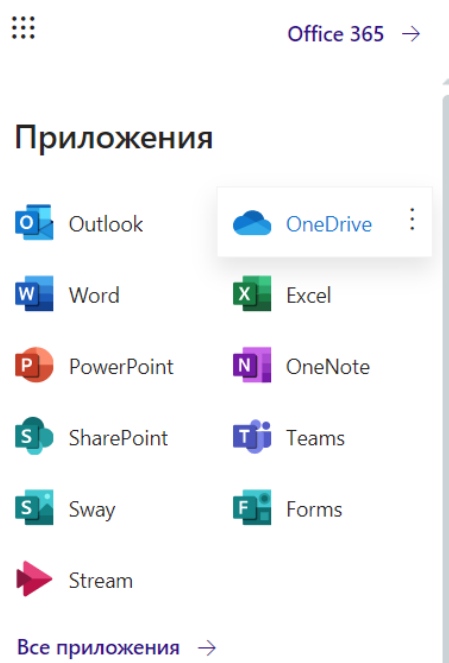 Office 365 →
Приложения
Outlook
OneDrive
Word
Excel
PowerPoint
OneNote
SharePoint
Teams
Sway
Forms
Stream
Все приложения →